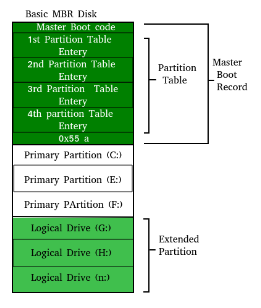 Basic MBR Disk
Master Boot code
1st Partition Table
Entery
2nd Partition Table
Entery
3rd Partition Table
Entery
4th partition Table
Entery
0x55 a
Primary Partition (C:)
Primary Partition (E:)
Primary PArtition (F:)
Logical Drive (G:)
Logical Drive (H:)
Logical Drive (n:)
Partition
Table
Master
Boot
Record
Extended
Partition